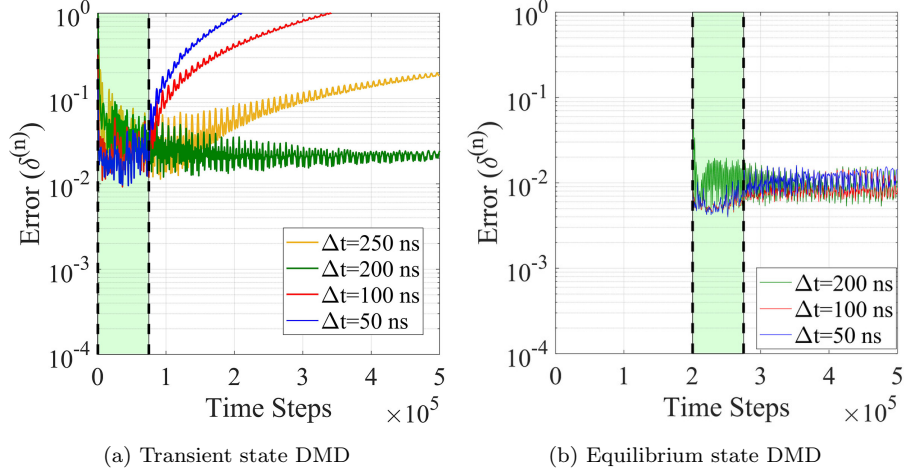 10^0
10^-1
10^-2
10^-3
10^-4
Error (δ^(n))
Δt=250 ns
Δt=200 ns
Δt=100 ns
Δt=50 ns
0 1 2 3 4 5
Time Steps ×10^5
(a) Transient state DMD
10^0
10^-1
10^-2
10^-3
10^-4
Error (δ^(n))
Δt=200 ns
Δt=100 ns
Δt=50 ns
0 1 2 3 4 5
Time Steps ×10^5
(b) Equilibrium state DMD